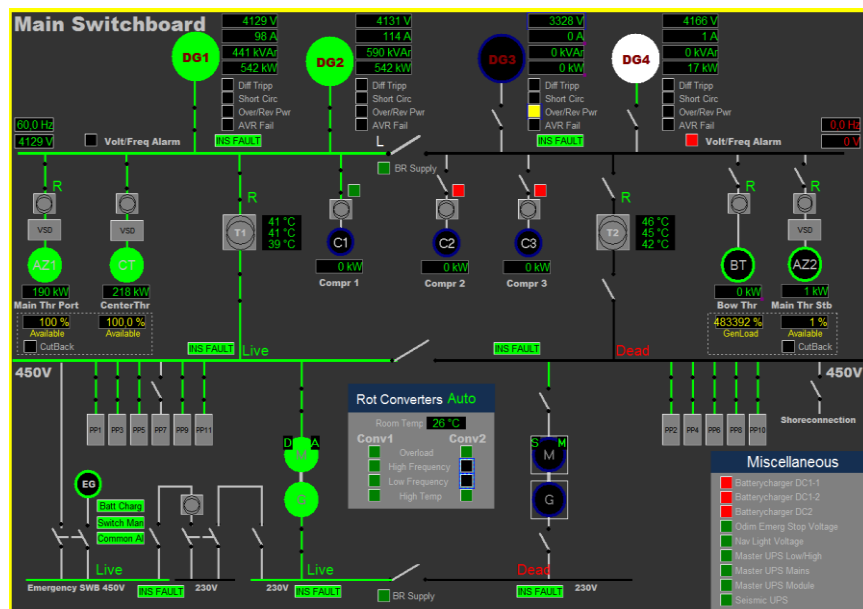 Main Switchboard
DG1
4129 V
98 A
441 kVAr
542 kW
Diff Tripp
Short Circ
Over/Rev Pwr
AVR Fail
DG2
4131 V
114 A
590 kVAr
542 kW
Diff Tripp
Short Circ
Over/Rev Pwr
AVR Fail
DG3
3328 V
0 A
0 kVAr
0 kW
Diff Tripp
Short Circ
Over/Rev Pwr
AVR Fail
DG4
4166 V
1 A
0 kVAr
17 kW
Diff Tripp
Short Circ
Over/Rev Pwr
AVR Fail
60,0 Hz
4129 V
Volt/Freq Alarm
INS FAULT
L
BR Supply
INS FAULT
Volt/Freq Alarm
0,0 Hz
0 V
R
R
R
R
R
R
VSD
VSD
VSD
T1
41 °C
41 °C
39 °C
C1
C2
C3
T2
46 °C
45 °C
42 °C
AZ1
CT
BT
AZ2
190 kW
218 kW
0 kW
0 kW
0 kW
0 kW
1 kW
Main Thr Port
CenterThr
Compr 1
Compr 2
Compr 3
Bow Thr
Main Thr Stb
100 %
Available
CutBack
100,0 %
Available
483392 %
GenLoad
1 %
Available
CutBack
INS FAULT
Live
INS FAULT
Dead
450V
450V
PP1
PP3
PP5
PP7
PP9
PP11
PP2
PP4
PP6
PP8
PP10
Shoreconnection
Rot Converters Auto
Room Temp 26 °C
Conv1
Conv2
Overload
High Frequency
Low Frequency
High Temp
D
A
M
G
S
M
M
G
EG
Batt Charg
Switch Man
Common Al
Miscellaneous
Batterycharger DC1-1
Batterycharger DC1-2
Batterycharger DC2
Odim Emerg Stop Voltage
Nav Light Voltage
Master UPS Low/High
Master UPS Mains
Master UPS Module
Seismic UPS
Live
Live
Dead
Emergency SWB 450V
INS FAULT
230V
230V
INS FAULT
BR Supply
INS FAULT
230V